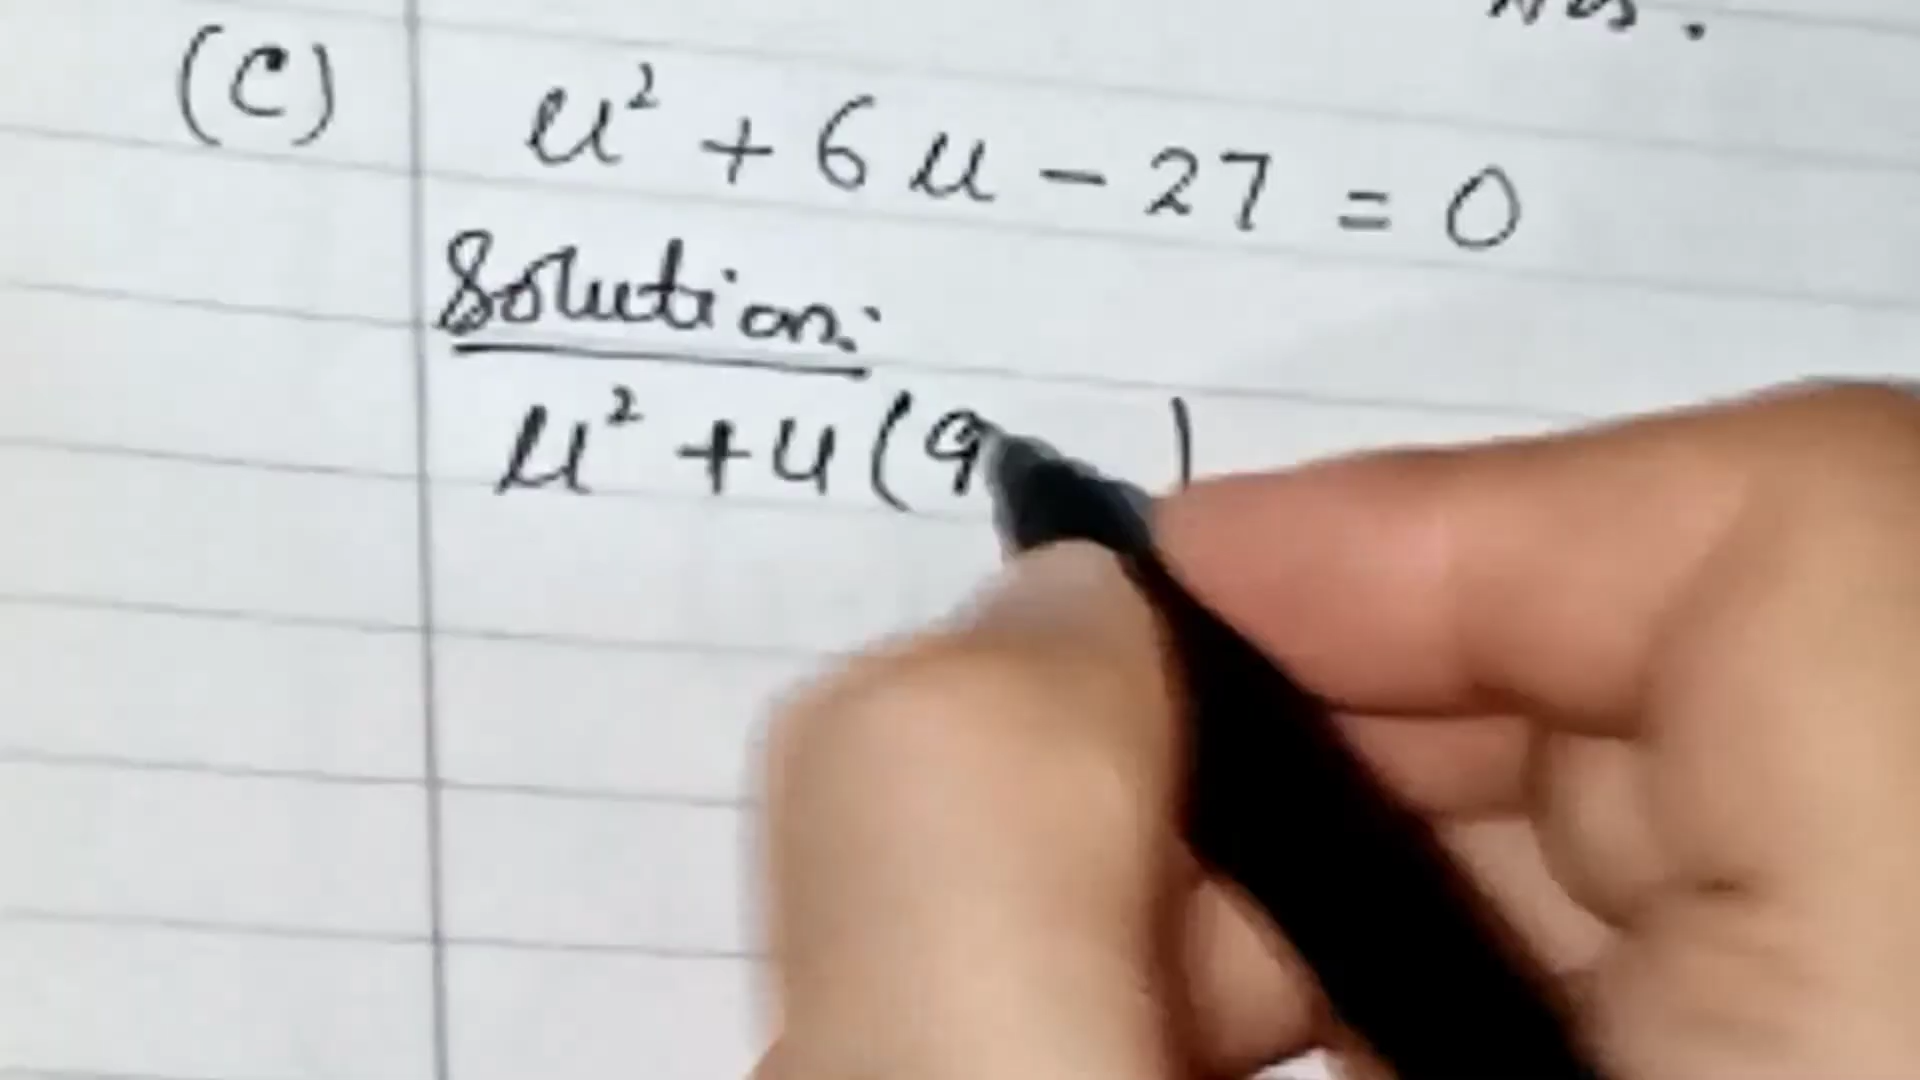 (c) u² + 6u - 27 = 0
Solution:
u² + u (9 )